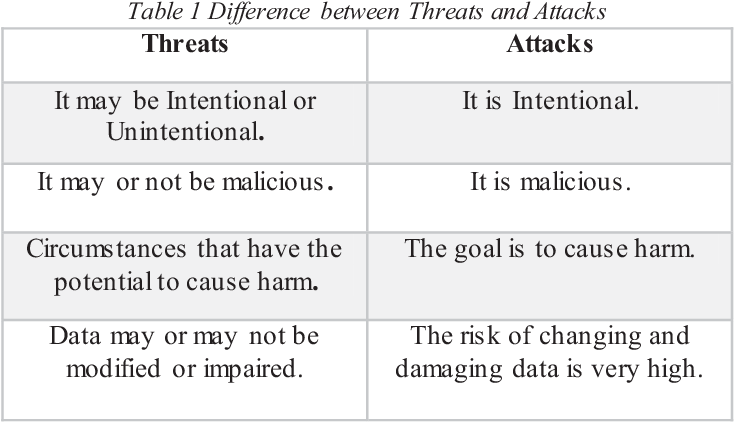 Table 1 Difference between Threats and Attacks
Threats
Attacks
It may be Intentional or
Unintentional.
It is Intentional.
It may or not be malicious.
It is malicious.
Circumstances that have the
potential to cause harm.
The goal is to cause harm.
Data may or may not be
modified or impaired.
The risk of changing and
damaging data is very high.